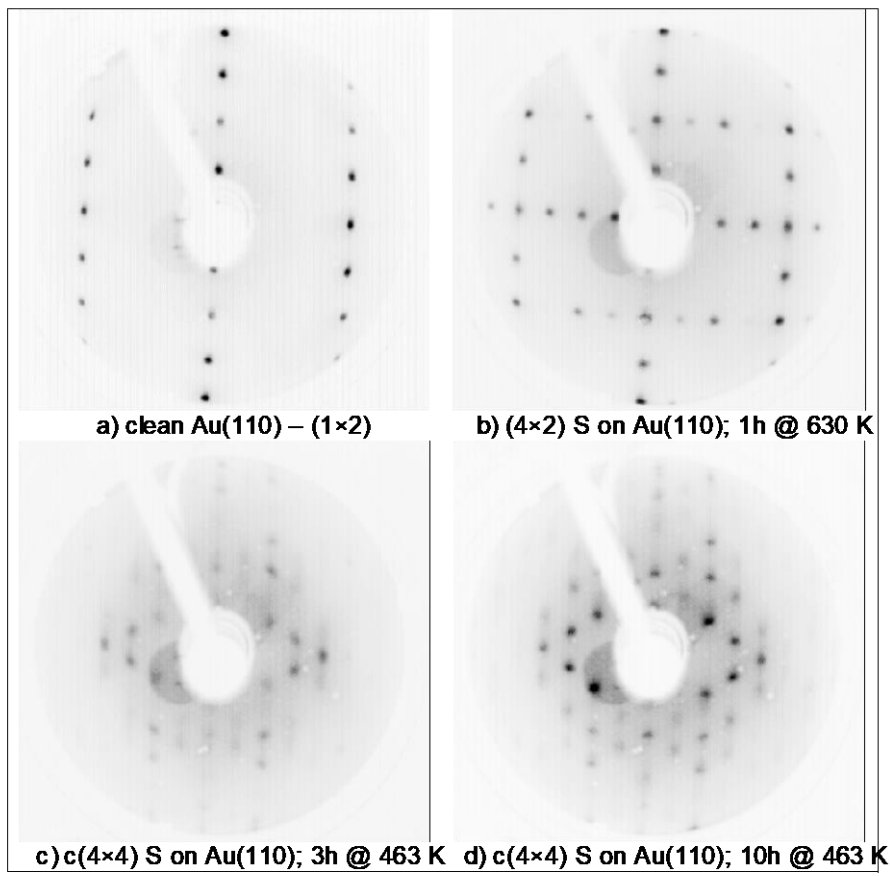 a) clean Au(110) – (1×2)
b) (4×2) S on Au(110); 1h @ 630 K
c) c(4×4) S on Au(110); 3h @ 463 K
d) c(4×4) S on Au(110); 10h @ 463 K